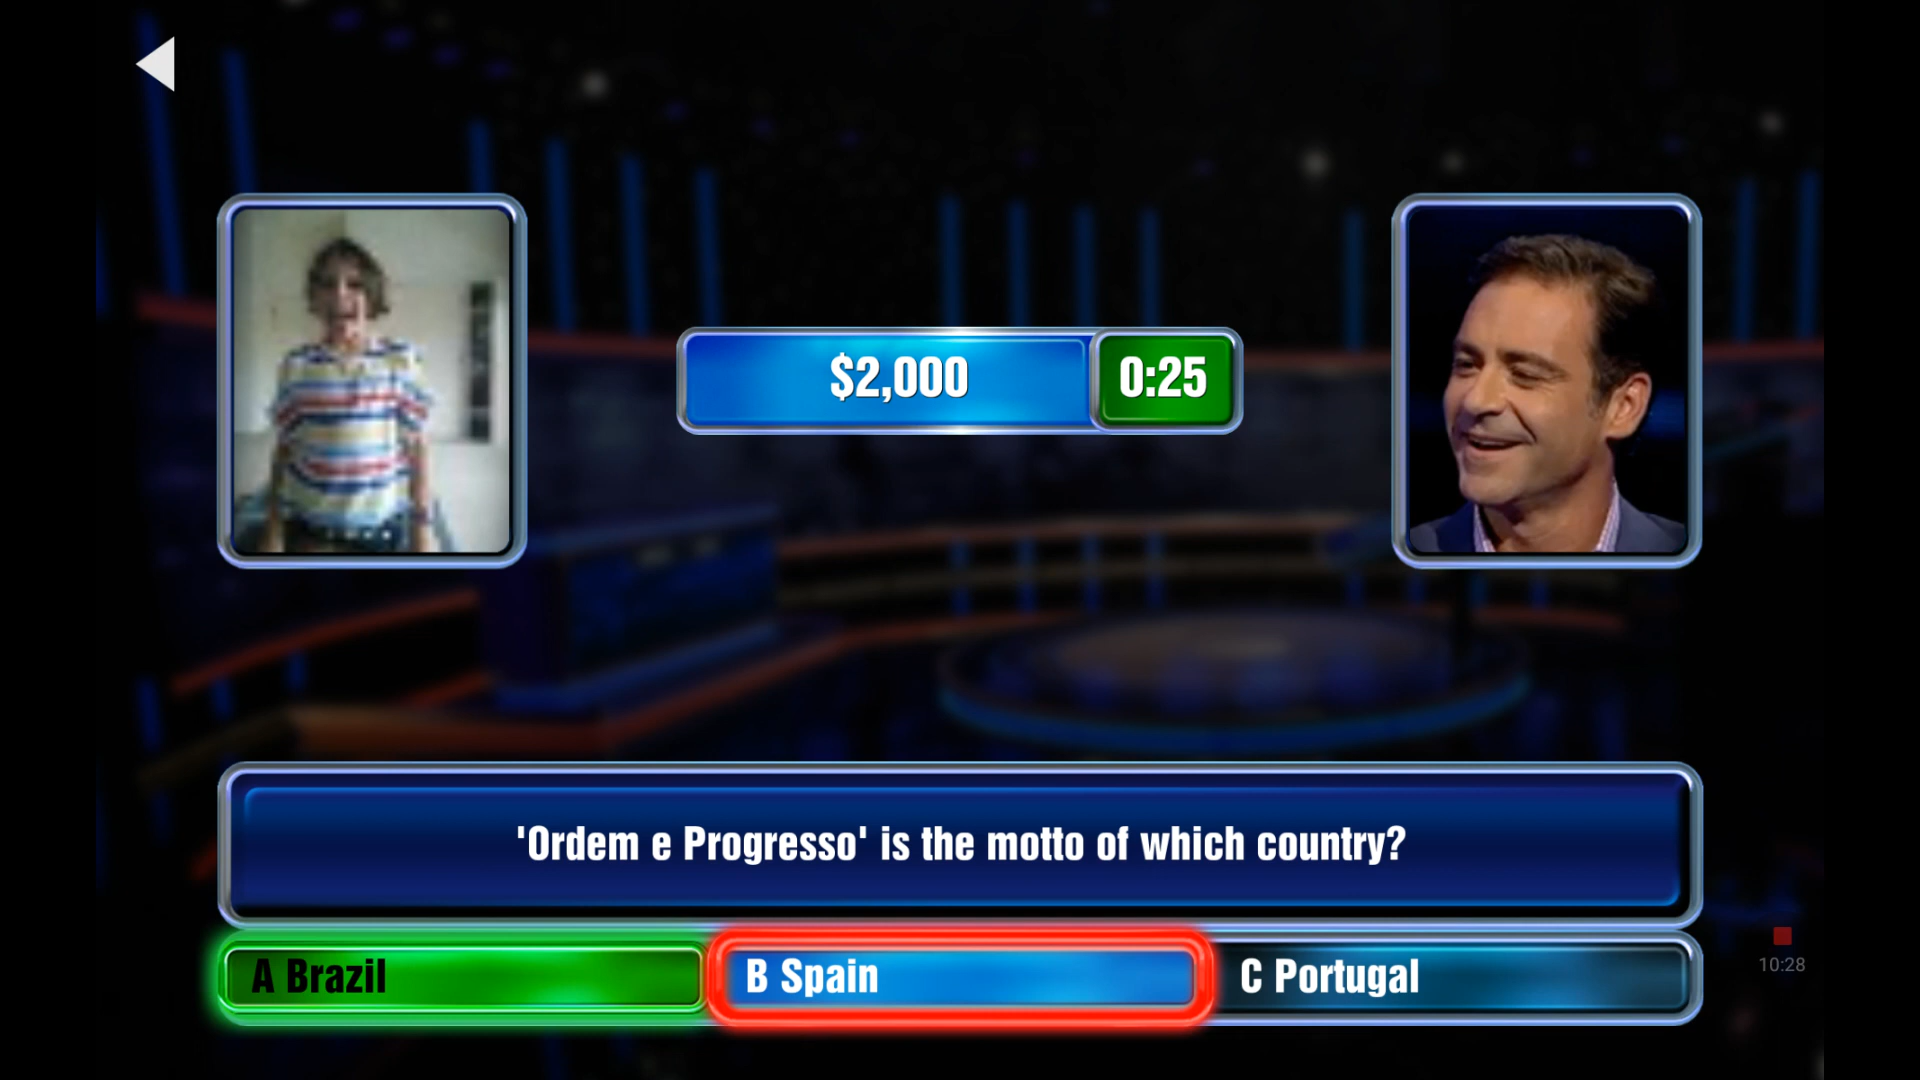 $2,000
0:25
'Ordem e Progresso' is the motto of which country?
A Brazil
B Spain
C Portugal
10:28